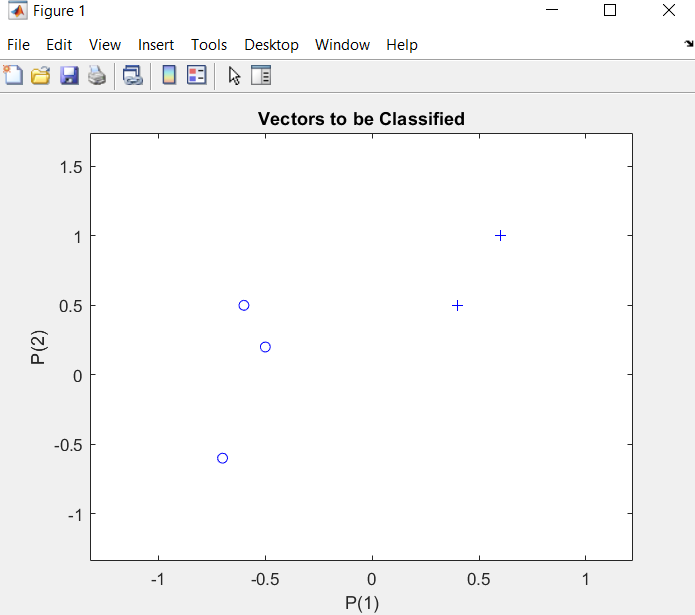 Figure 1
File Edit View Insert Tools Desktop Window Help
Vectors to be Classified
1.5
1
0.5
0
-0.5
-1
P(2)
-1 -0.5 0 0.5 1
P(1)